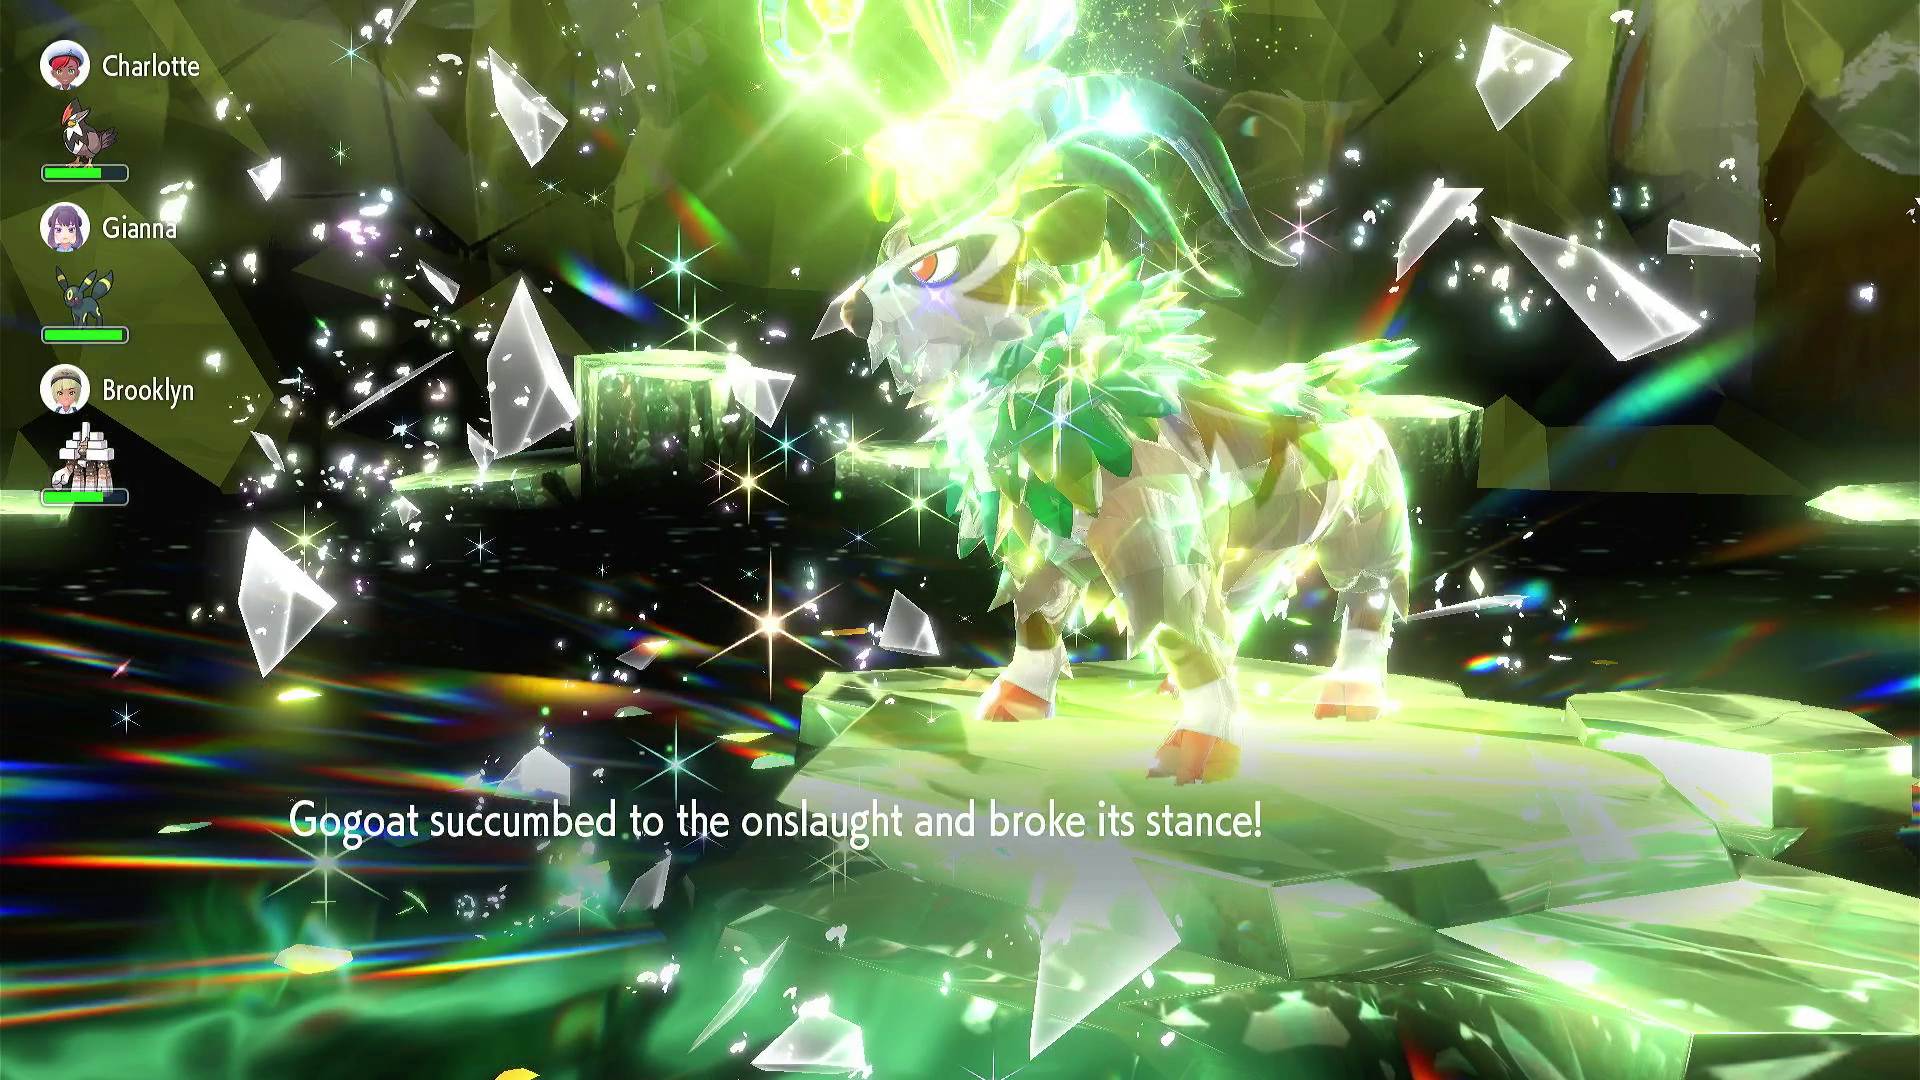 Charlotte
Gianna
Brooklyn
Gogoat succumbed to the onslaught and broke its stance!